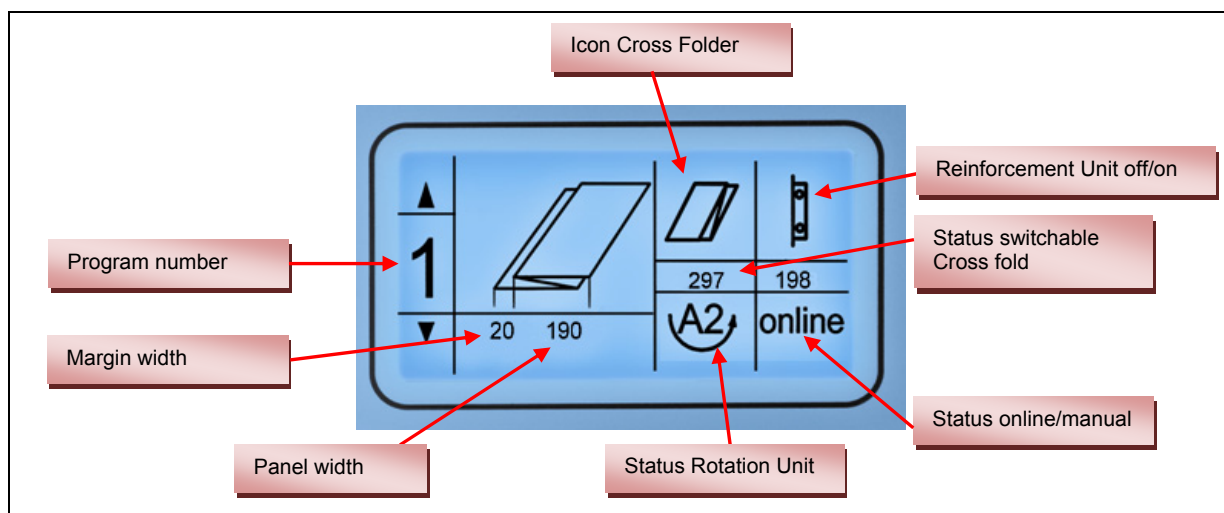 Icon Cross Folder
Reinforcement Unit off/on
Program number
Status switchable
Cross fold
1
297
198
20
190
A2
online
Margin width
Panel width
Status Rotation Unit
Status online/manual